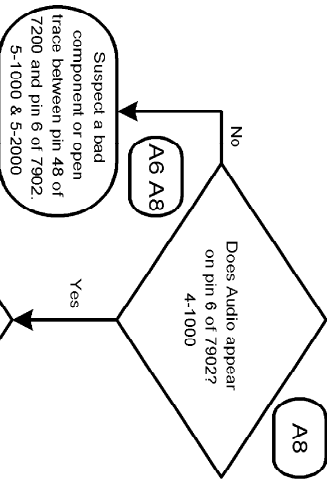 A8
Does Audio appear
on pin 6 of 7902?
4-1000
No
A6 A8
Suspect a bad
component or open
trace between pin 48 of
7200 and pin 6 of 7902.
5-1000 & 5-2000
Yes